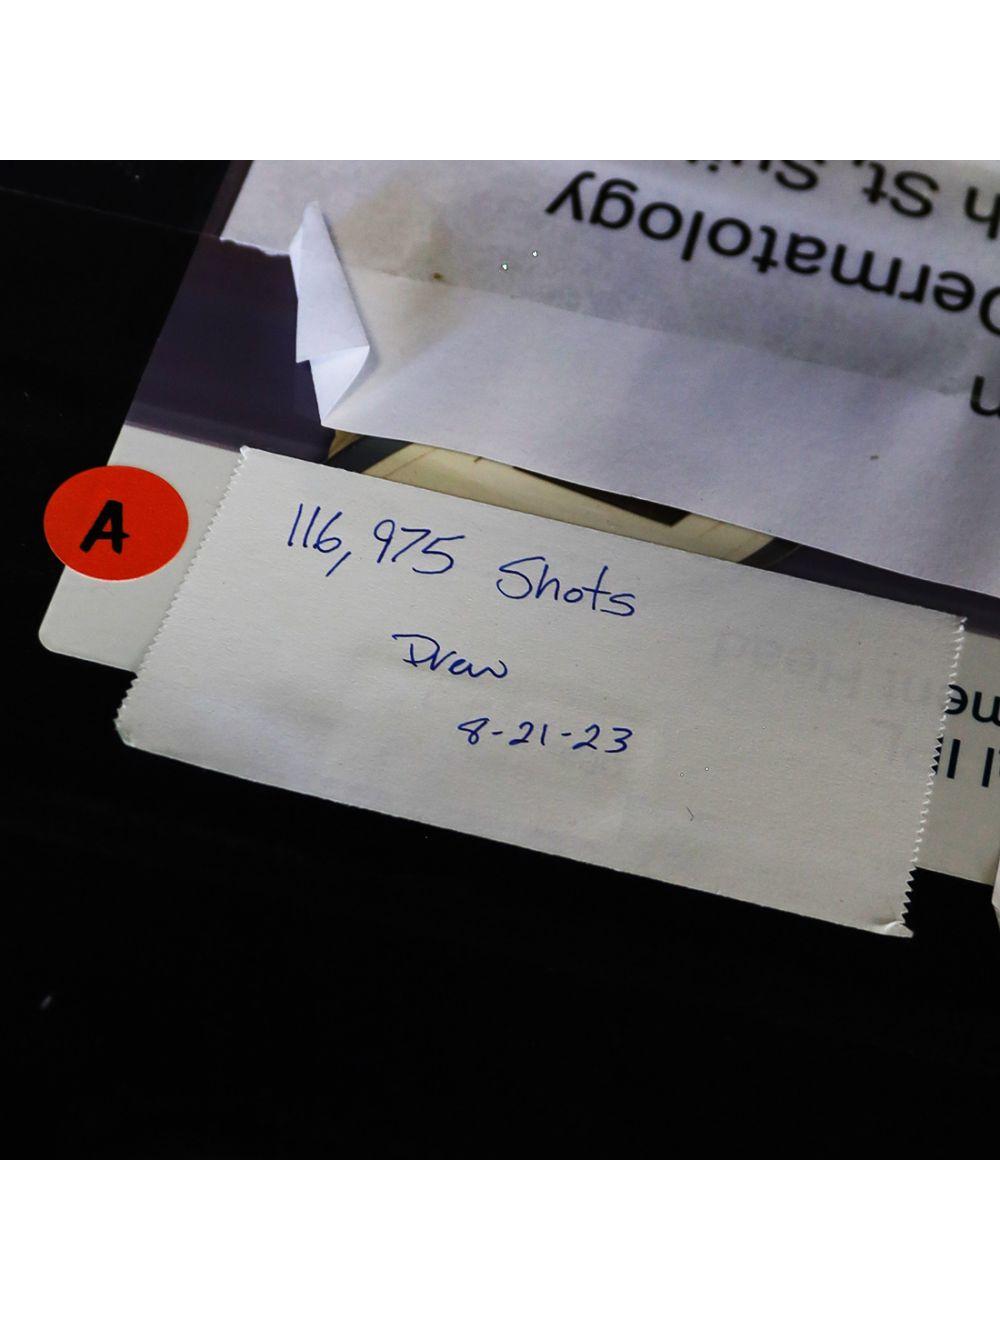 h St, Sui
Dermatology
A
116,975 Shots
Drew
8-21-23